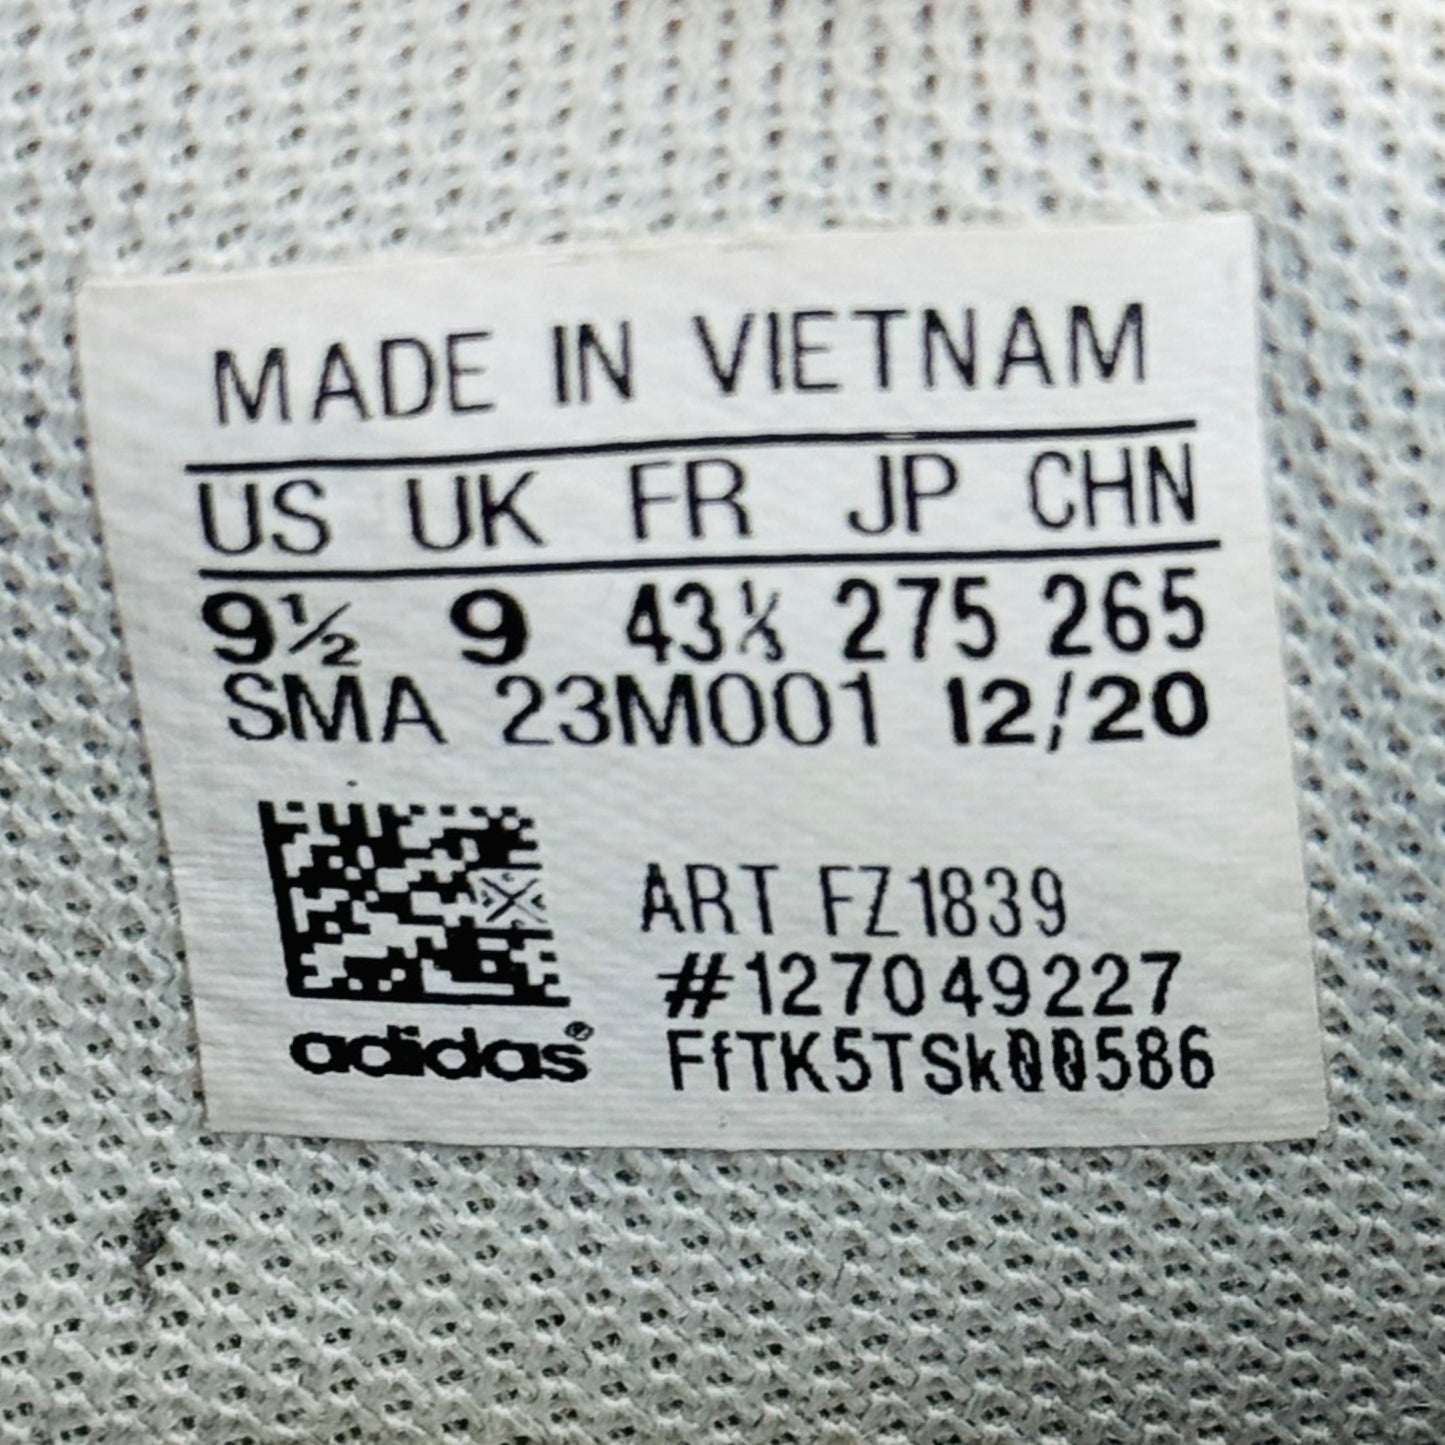 MADE IN VIETNAM
US UK FR JP CHN
9½ 9 43⅓ 275 265
SMA 23M001 12/20
ART FZ1839
#127049227
adidas® FfTK5TSk00586